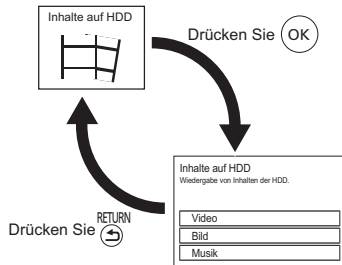 Inhalte auf HDD
Drücken Sie OK
Inhalte auf HDD
Wiedergabe von Inhalten der HDD.
Video
Bild
Musik
RETURN
Drücken Sie